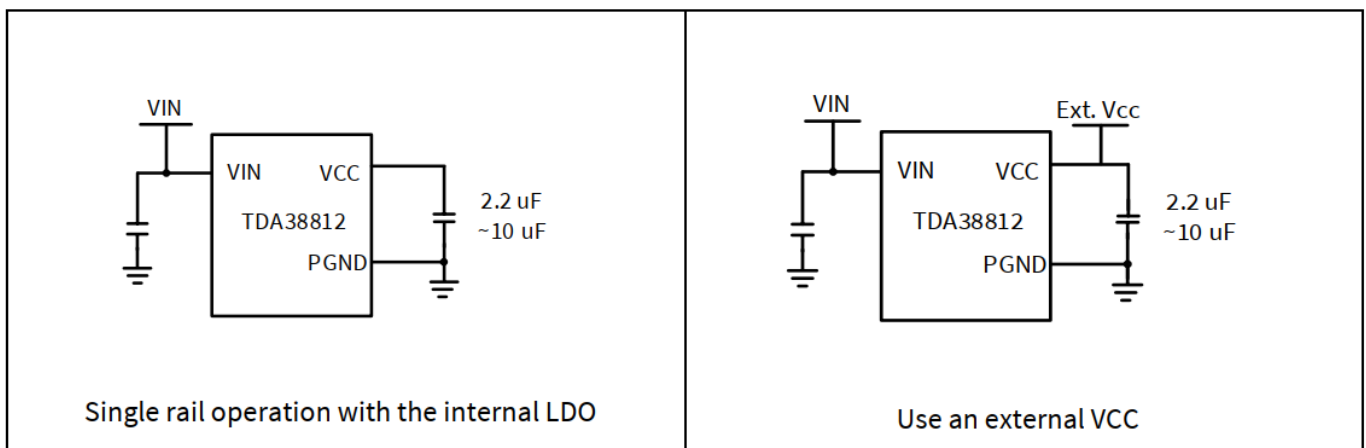 VIN
VIN
VCC
TDA38812
PGND
2.2 uF
~10 uF
Single rail operation with the internal LDO
VIN
Ext. Vcc
VIN
VCC
TDA38812
PGND
2.2 uF
~10 uF
Use an external VCC